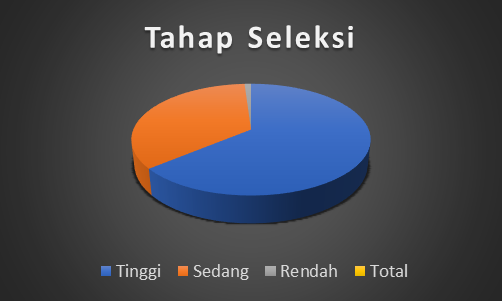 Tahap Seleksi
Tinggi Sedang Rendah Total